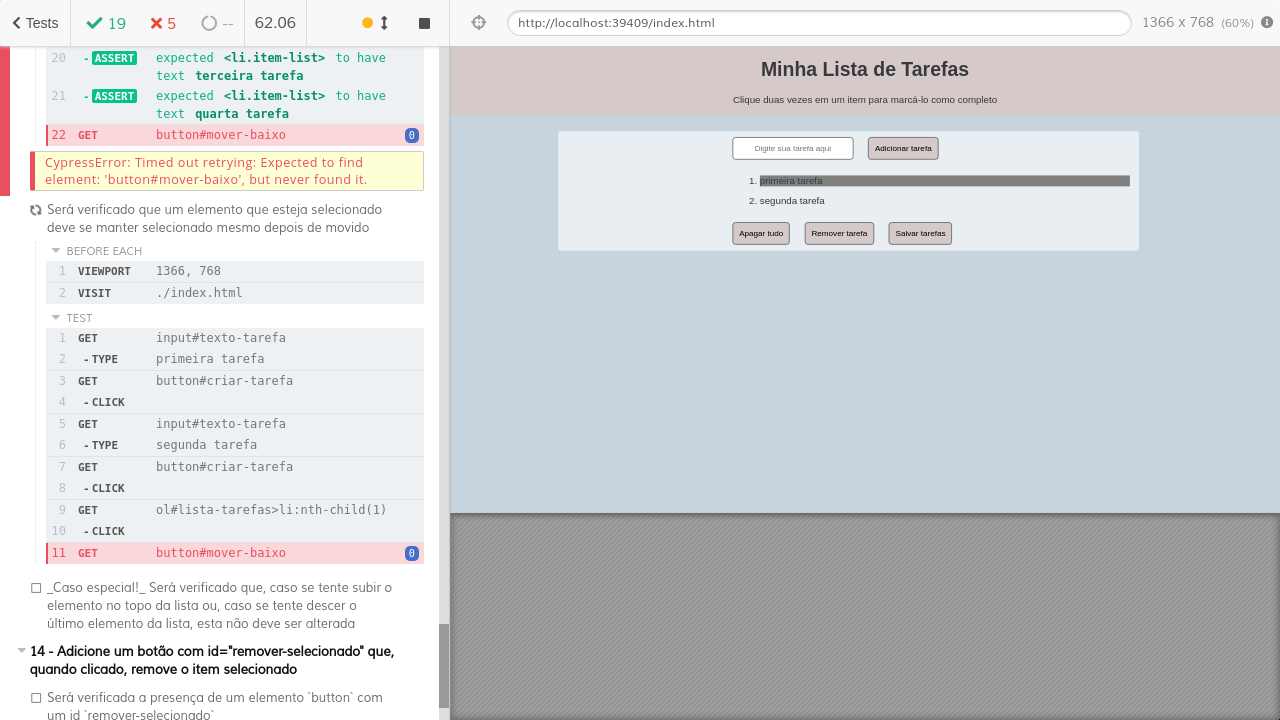 Tests
19
5
--
62.06
http://localhost:39409/index.html
1366 x 768 (60%)
20 - ASSERT expected <li.item-list> to have
text terceira tarefa
21 - ASSERT expected <li.item-list> to have
text quarta tarefa
22 GET button#mover-baixo 0
CypressError: Timed out retrying: Expected to find
element: 'button#mover-baixo', but never found it.
Será verificado que um elemento que esteja selecionado
deve se manter selecionado mesmo depois de movido
BEFORE EACH
1 VIEWPORT 1366, 768
2 VISIT ./index.html
TEST
1 GET input#texto-tarefa
2 - TYPE primeira tarefa
3 GET button#criar-tarefa
4 - CLICK
5 GET input#texto-tarefa
6 - TYPE segunda tarefa
7 GET button#criar-tarefa
8 - CLICK
9 GET ol#lista-tarefas>li:nth-child(1)
10 - CLICK
11 GET button#mover-baixo 0
_Caso especial!_ Será verificado que, caso se tente subir o
elemento no topo da lista ou, caso se tente descer o
último elemento da lista, esta não deve ser alterada
14 - Adicione um botão com id="remover-selecionado" que,
quando clicado, remove o item selecionado
Será verificada a presença de um elemento `button` com
um id `remover-selecionado`
Minha Lista de Tarefas
Clique duas vezes em um item para marcá-lo como completo
Digite sua tarefa aqui
Adicionar tarefa
1. primeira tarefa
2. segunda tarefa
Apagar tudo
Remover tarefa
Salvar tarefas